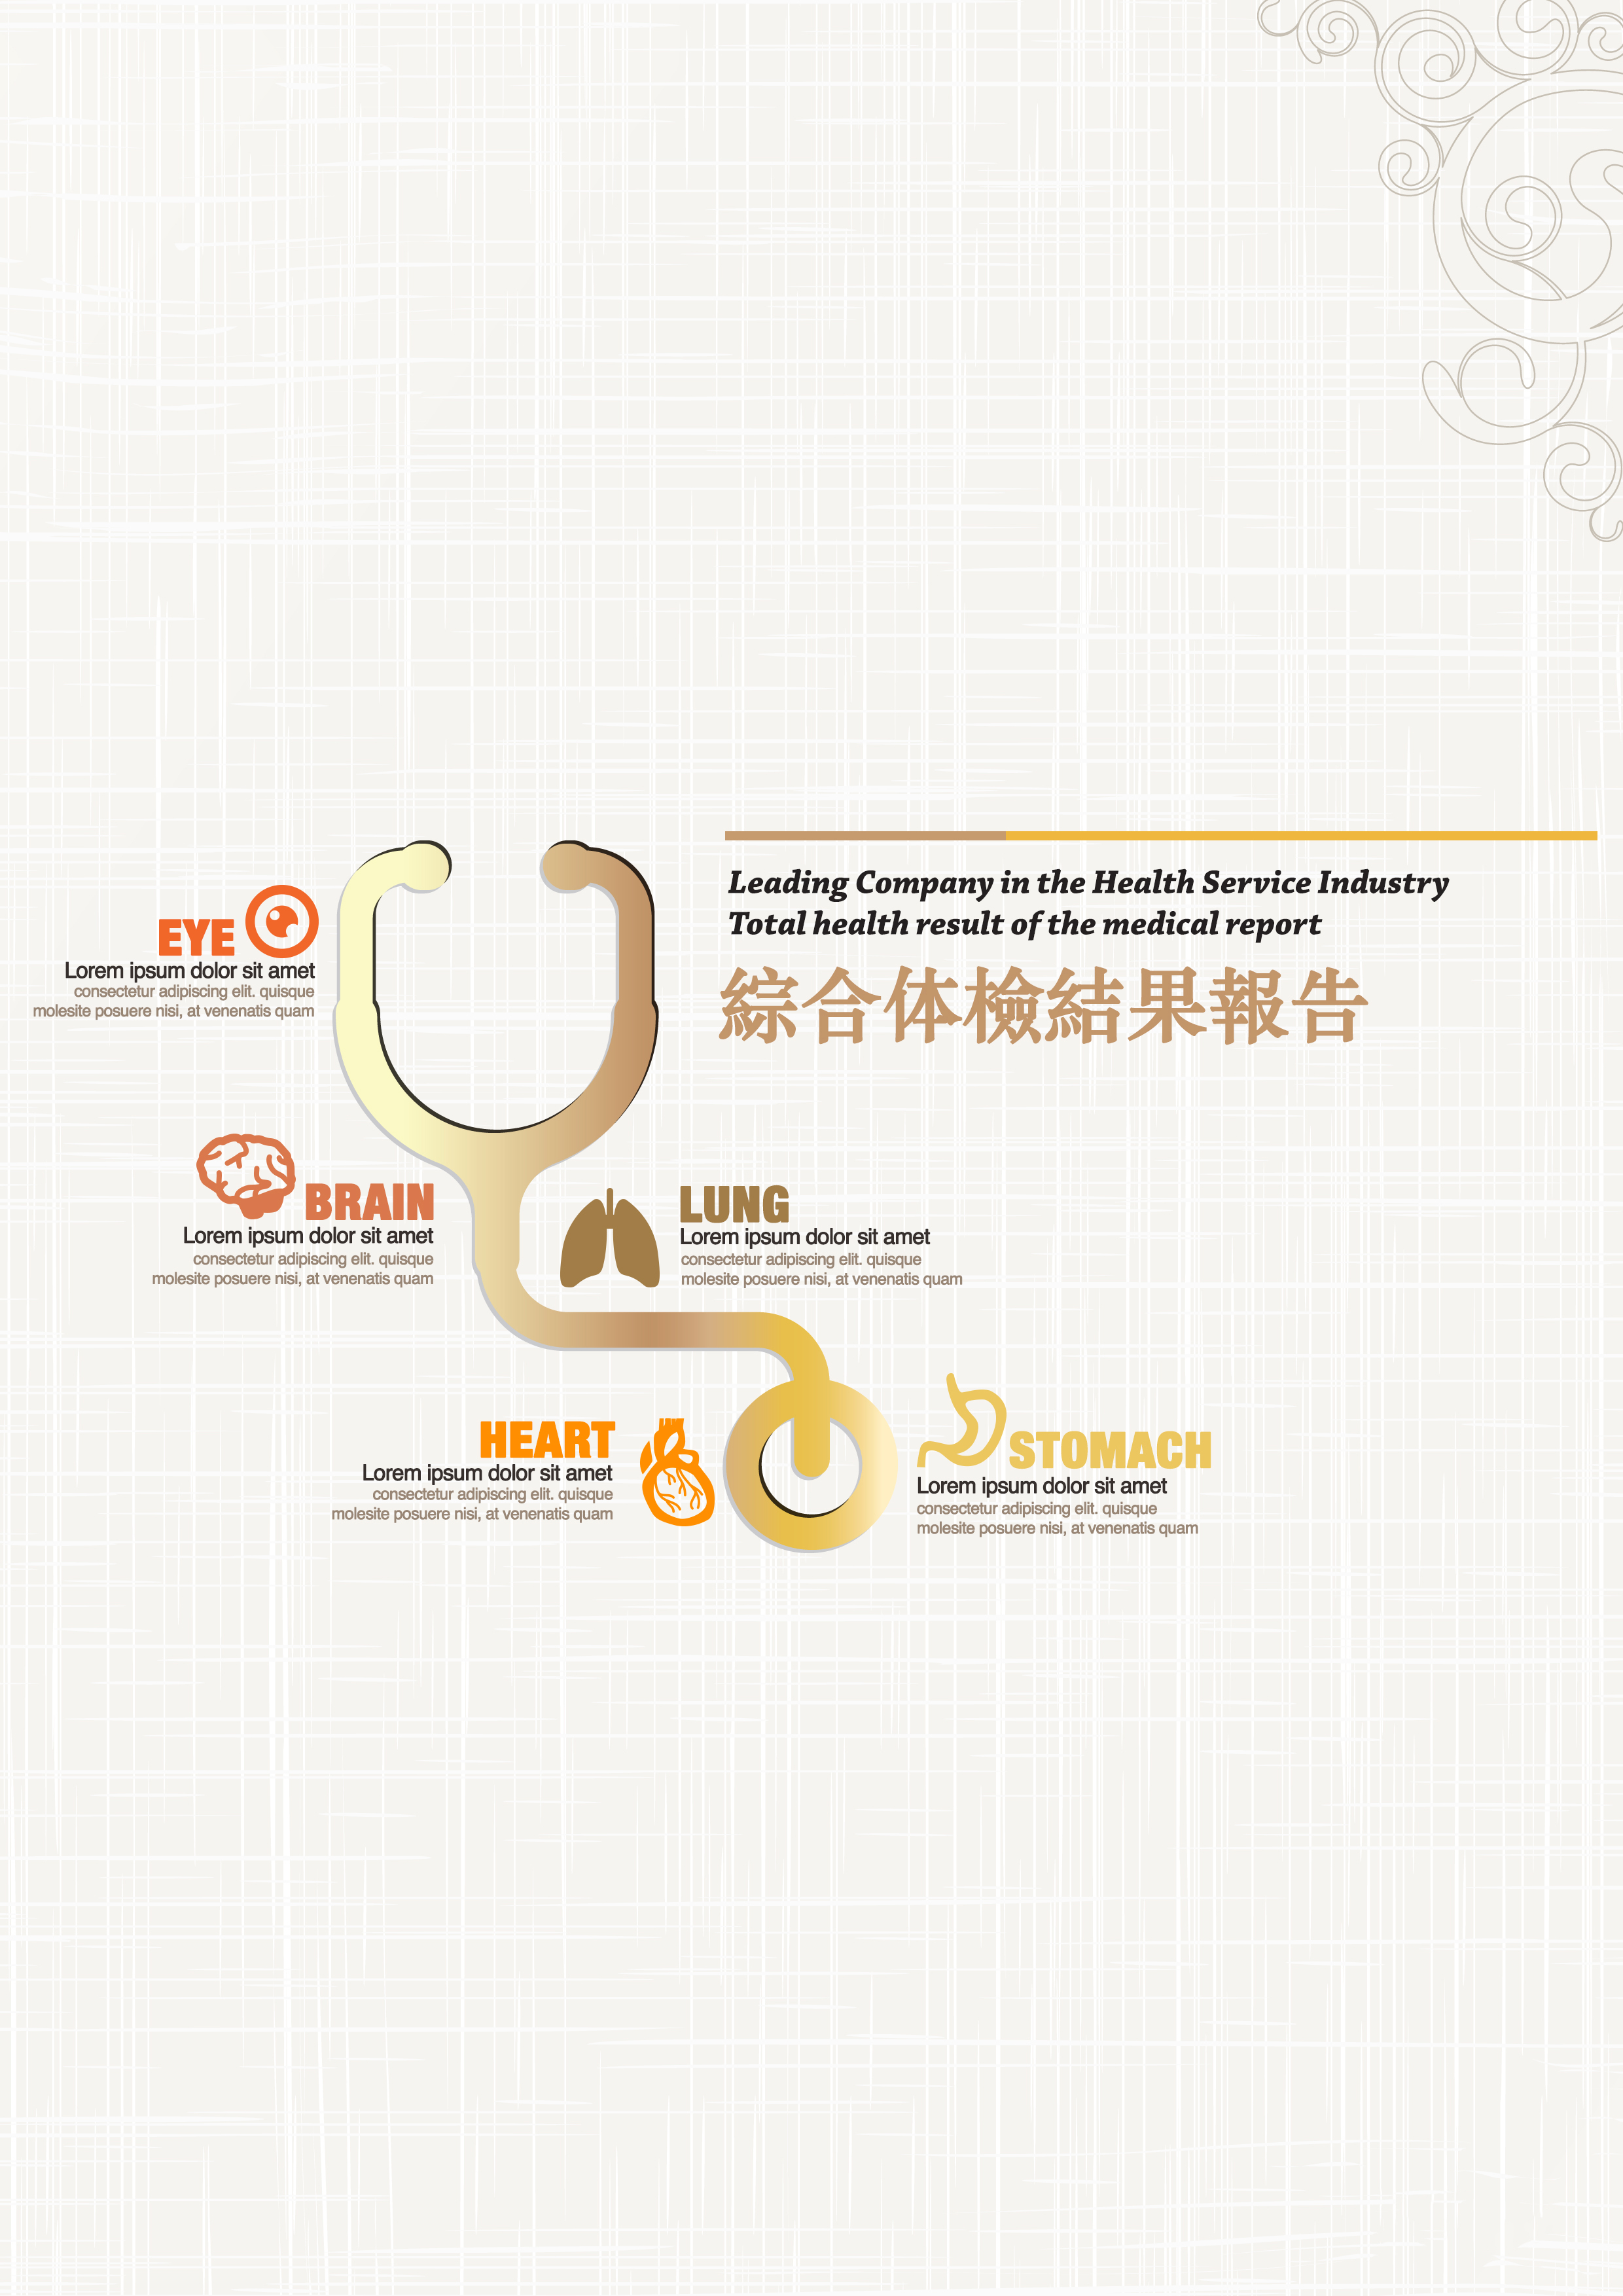 Leading Company in the Health Service Industry
Total health result of the medical report
綜合体檢結果報告
EYE
Lorem ipsum dolor sit amet
consectetur adipiscing elit. quisque
molesite posuere nisi, at venenatis quam
BRAIN
Lorem ipsum dolor sit amet
consectetur adipiscing elit. quisque
molesite posuere nisi, at venenatis quam
LUNG
Lorem ipsum dolor sit amet
consectetur adipiscing elit. quisque
molesite posuere nisi, at venenatis quam
HEART
Lorem ipsum dolor sit amet
consectetur adipiscing elit. quisque
molesite posuere nisi, at venenatis quam
STOMACH
Lorem ipsum dolor sit amet
consectetur adipiscing elit. quisque
molesite posuere nisi, at venenatis quam